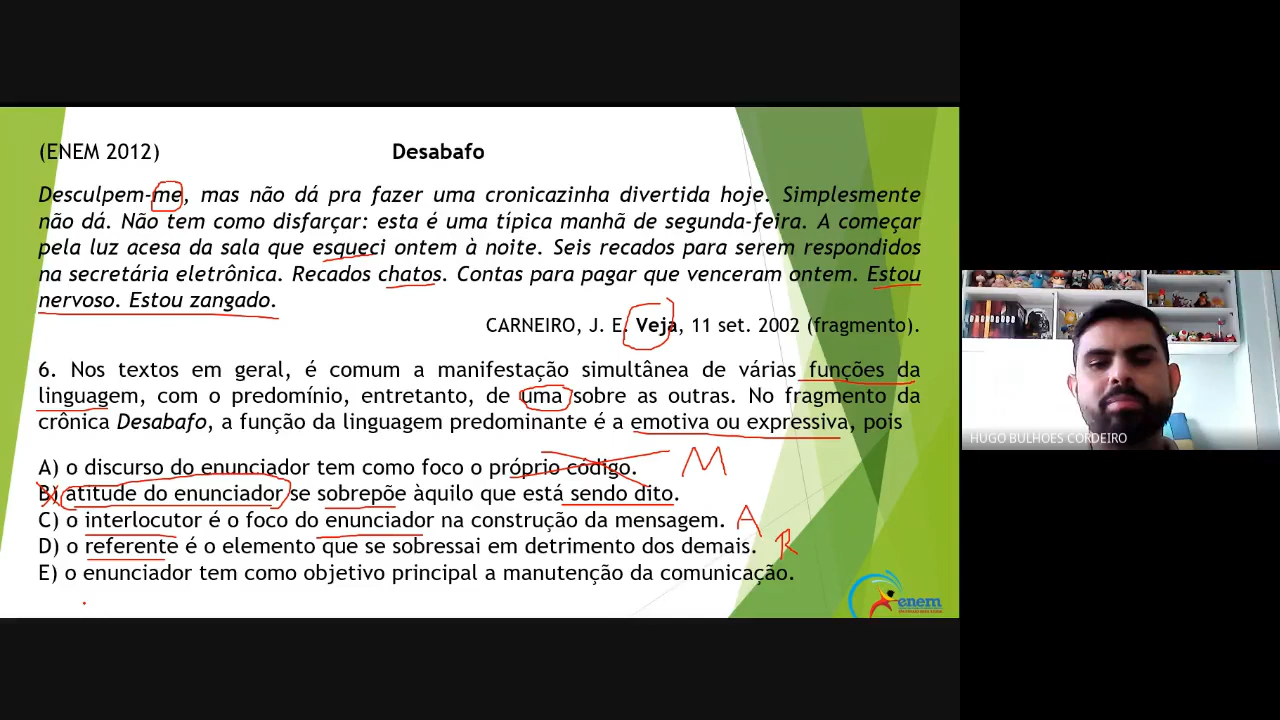 (ENEM 2012) Desabafo
Desculpem-me, mas não dá pra fazer uma cronicazinha divertida hoje. Simplesmente
não dá. Não tem como disfarçar: esta é uma típica manhã de segunda-feira. A começar
pela luz acesa da sala que esqueci ontem à noite. Seis recados para serem respondidos
na secretária eletrônica. Recados chatos. Contas para pagar que venceram ontem. Estou
nervoso. Estou zangado.
CARNEIRO, J. E. Veja, 11 set. 2002 (fragmento).
6. Nos textos em geral, é comum a manifestação simultânea de várias funções da
linguagem, com o predomínio, entretanto, de uma sobre as outras. No fragmento da
crônica Desabafo, a função da linguagem predominante é a emotiva ou expressiva, pois
A) o discurso do enunciador tem como foco o próprio código. M
B) atitude do enunciador se sobrepõe àquilo que está sendo dito.
C) o interlocutor é o foco do enunciador na construção da mensagem. A
D) o referente é o elemento que se sobressai em detrimento dos demais. R
E) o enunciador tem como objetivo principal a manutenção da comunicação.
enem
HUGO BULHOES CORDEIRO